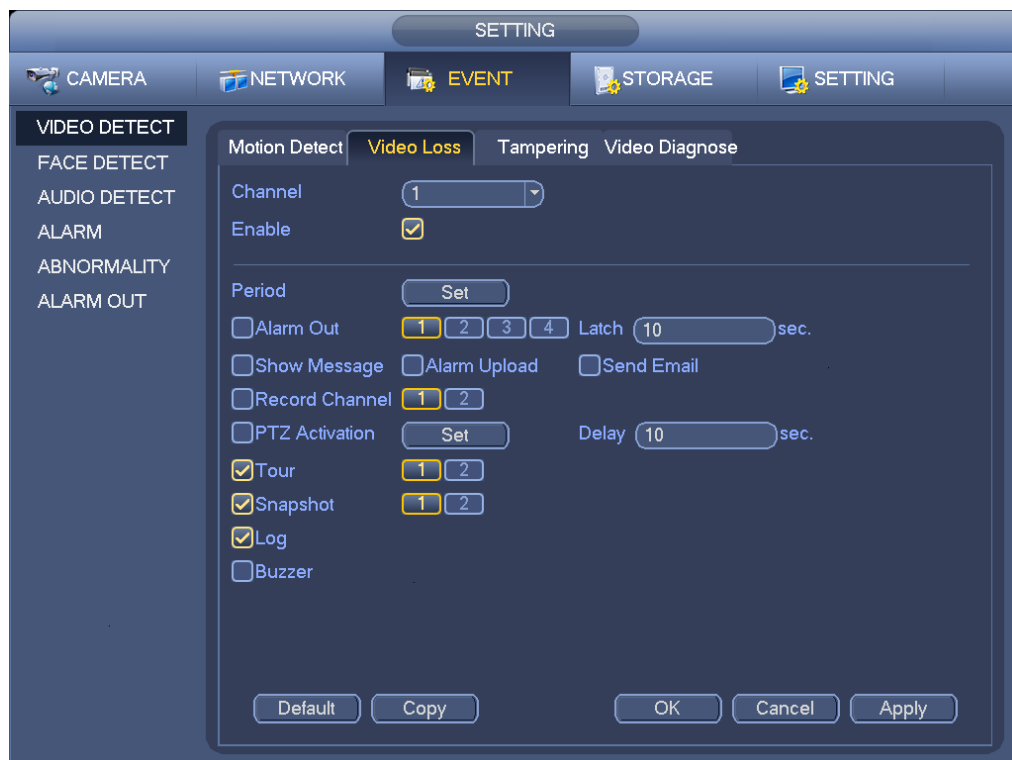 SETTING
CAMERA NETWORK EVENT STORAGE SETTING
VIDEO DETECT
FACE DETECT
AUDIO DETECT
ALARM
ABNORMALITY
ALARM OUT
Motion Detect Video Loss Tampering Video Diagnose
Channel 1
Enable
Period Set
Alarm Out 1 2 3 4 Latch 10 sec.
Show Message Alarm Upload Send Email
Record Channel 1 2
PTZ Activation Set Delay 10 sec.
Tour 1 2
Snapshot 1 2
Log
Buzzer
Default Copy OK Cancel Apply